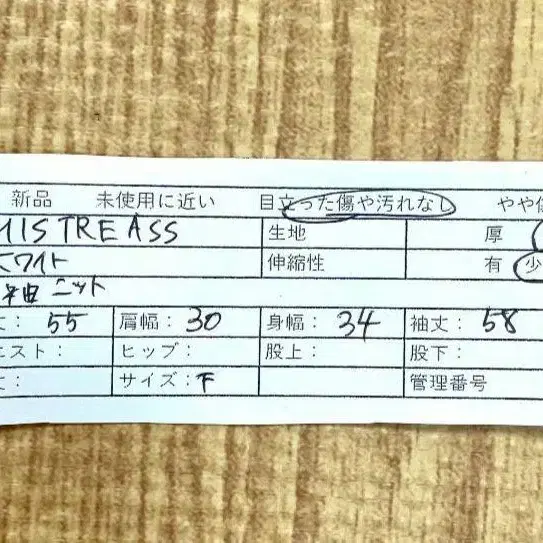 新品 未使用に近い 目立った傷や汚れなし やや
MISTREASS 生地 厚
ホワイト 伸縮性 有 少
ニット
丈: 55 肩幅: 30 身幅: 34 袖丈: 58
エスト: ヒップ: 股上: 股下:
丈: サイズ: F 管理番号